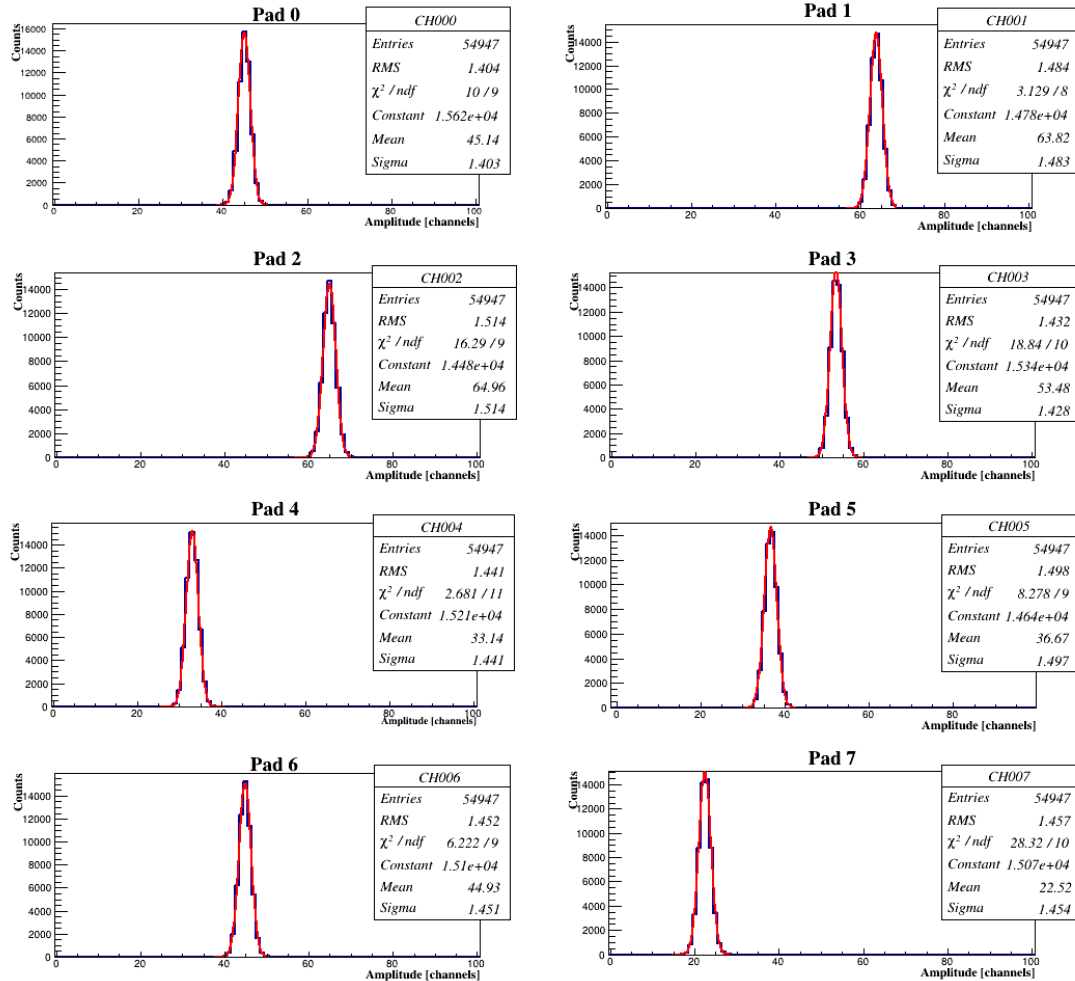 Pad 0
Counts
16000
14000
12000
10000
8000
6000
4000
2000
0
0 20 40 60 80 100
Amplitude [channels]
CH000
Entries 54947
RMS 1.404
χ² / ndf 10 / 9
Constant 1.562e+04
Mean 45.14
Sigma 1.403
Pad 1
Counts
14000
12000
10000
8000
6000
4000
2000
0
0 20 40 60 80 100
Amplitude [channels]
CH001
Entries 54947
RMS 1.484
χ² / ndf 3.129 / 8
Constant 1.478e+04
Mean 63.82
Sigma 1.483
Pad 2
Counts
14000
12000
10000
8000
6000
4000
2000
0
0 20 40 60 80 100
Amplitude [channels]
CH002
Entries 54947
RMS 1.514
χ² / ndf 16.29 / 9
Constant 1.448e+04
Mean 64.96
Sigma 1.514
Pad 3
Counts
14000
12000
10000
8000
6000
4000
2000
0
0 20 40 60 80 100
Amplitude [channels]
CH003
Entries 54947
RMS 1.432
χ² / ndf 18.84 / 10
Constant 1.534e+04
Mean 53.48
Sigma 1.428
Pad 4
Counts
14000
12000
10000
8000
6000
4000
2000
0
0 20 40 60 80 100
Amplitude [channels]
CH004
Entries 54947
RMS 1.441
χ² / ndf 2.681 / 11
Constant 1.521e+04
Mean 33.14
Sigma 1.441
Pad 5
Counts
14000
12000
10000
8000
6000
4000
2000
0
0 20 40 60 80
Amplitude [channels]
CH005
Entries 54947
RMS 1.498
χ² / ndf 8.278 / 9
Constant 1.464e+04
Mean 36.67
Sigma 1.497
Pad 6
Counts
14000
12000
10000
8000
6000
4000
2000
0
0 20 40 60 80 100
Amplitude [channels]
CH006
Entries 54947
RMS 1.452
χ² / ndf 6.222 / 9
Constant 1.51e+04
Mean 44.93
Sigma 1.451
Pad 7
Counts
14000
12000
10000
8000
6000
4000
2000
0
0 20 40 60 80 100
Amplitude [channels]
CH007
Entries 54947
RMS 1.457
χ² / ndf 28.32 / 10
Constant 1.507e+04
Mean 22.52
Sigma 1.454